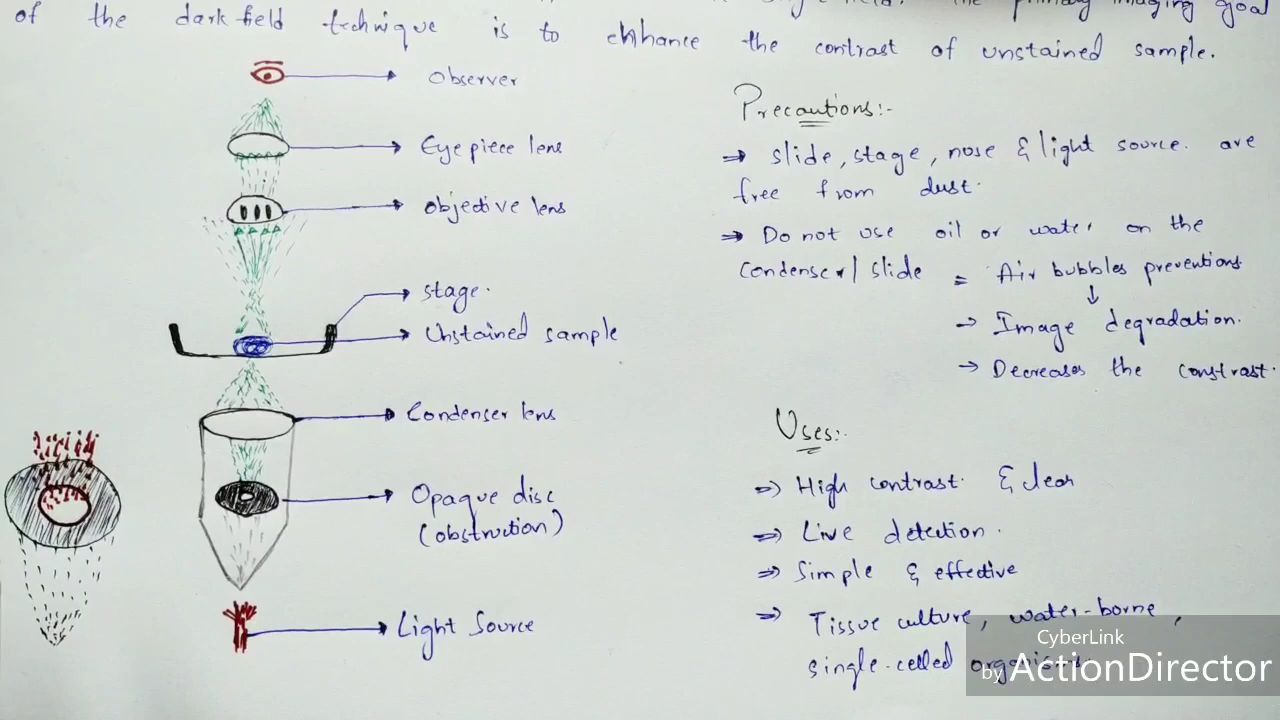 of the dark-field technique is to enhance the contrast of unstained sample.
Observer
Eye piece lens
Objective lens
Stage.
Unstained sample
Condenser lens
Opaque disc
(obstruction)
Light Source
Precautions:-
⇒ Slide, stage, nose & light source. are
free from dust.
⇒ Do not use oil or water on the
Condenser / slide = Air bubbles preventions
↓
→ Image degradation.
→ Decreases the constrast.
Uses:-
⇒ High contrast & clear
⇒ Live detection.
⇒ Simple & effective
⇒ Tissue culture, water-borne,
single-celled
CyberLink
by ActionDirector